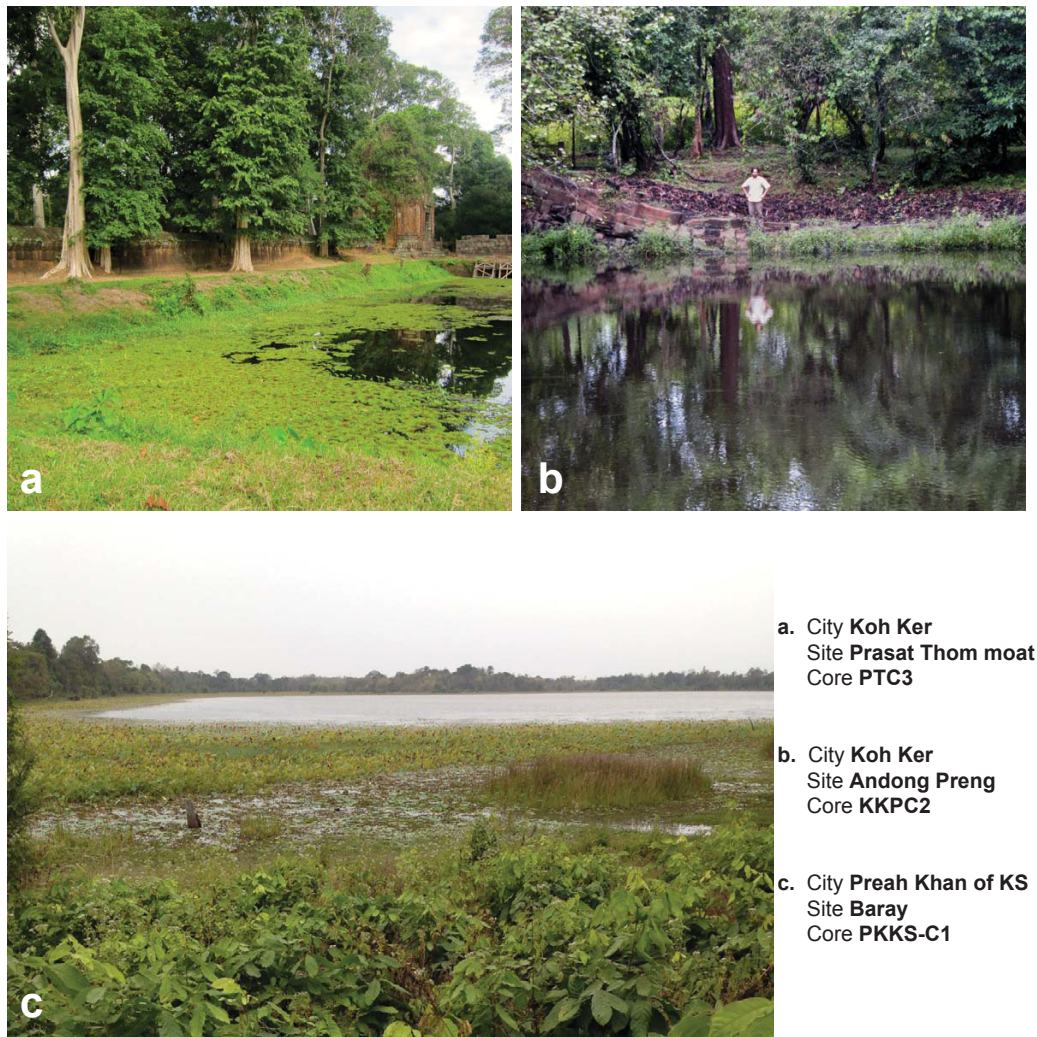 a
b
c
a. City Koh Ker
Site Prasat Thom moat
Core PTC3
b. City Koh Ker
Site Andong Preng
Core KKPC2
c. City Preah Khan of KS
Site Baray
Core PKKS-C1